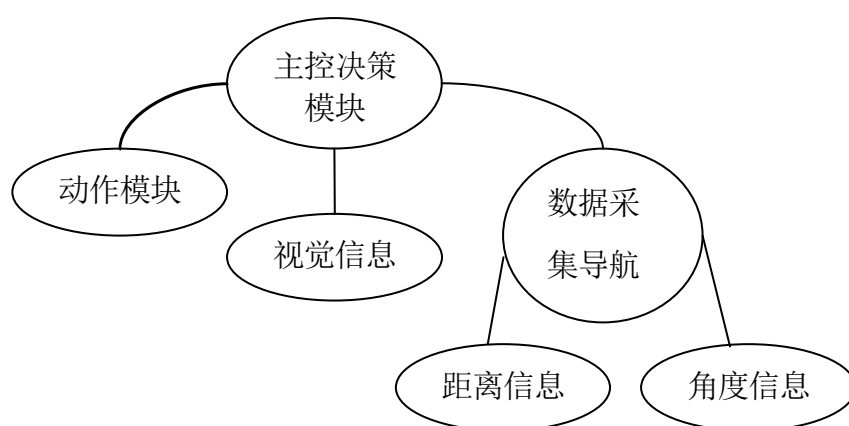 主控决策
模块
动作模块
视觉信息
数据采
集导航
距离信息
角度信息